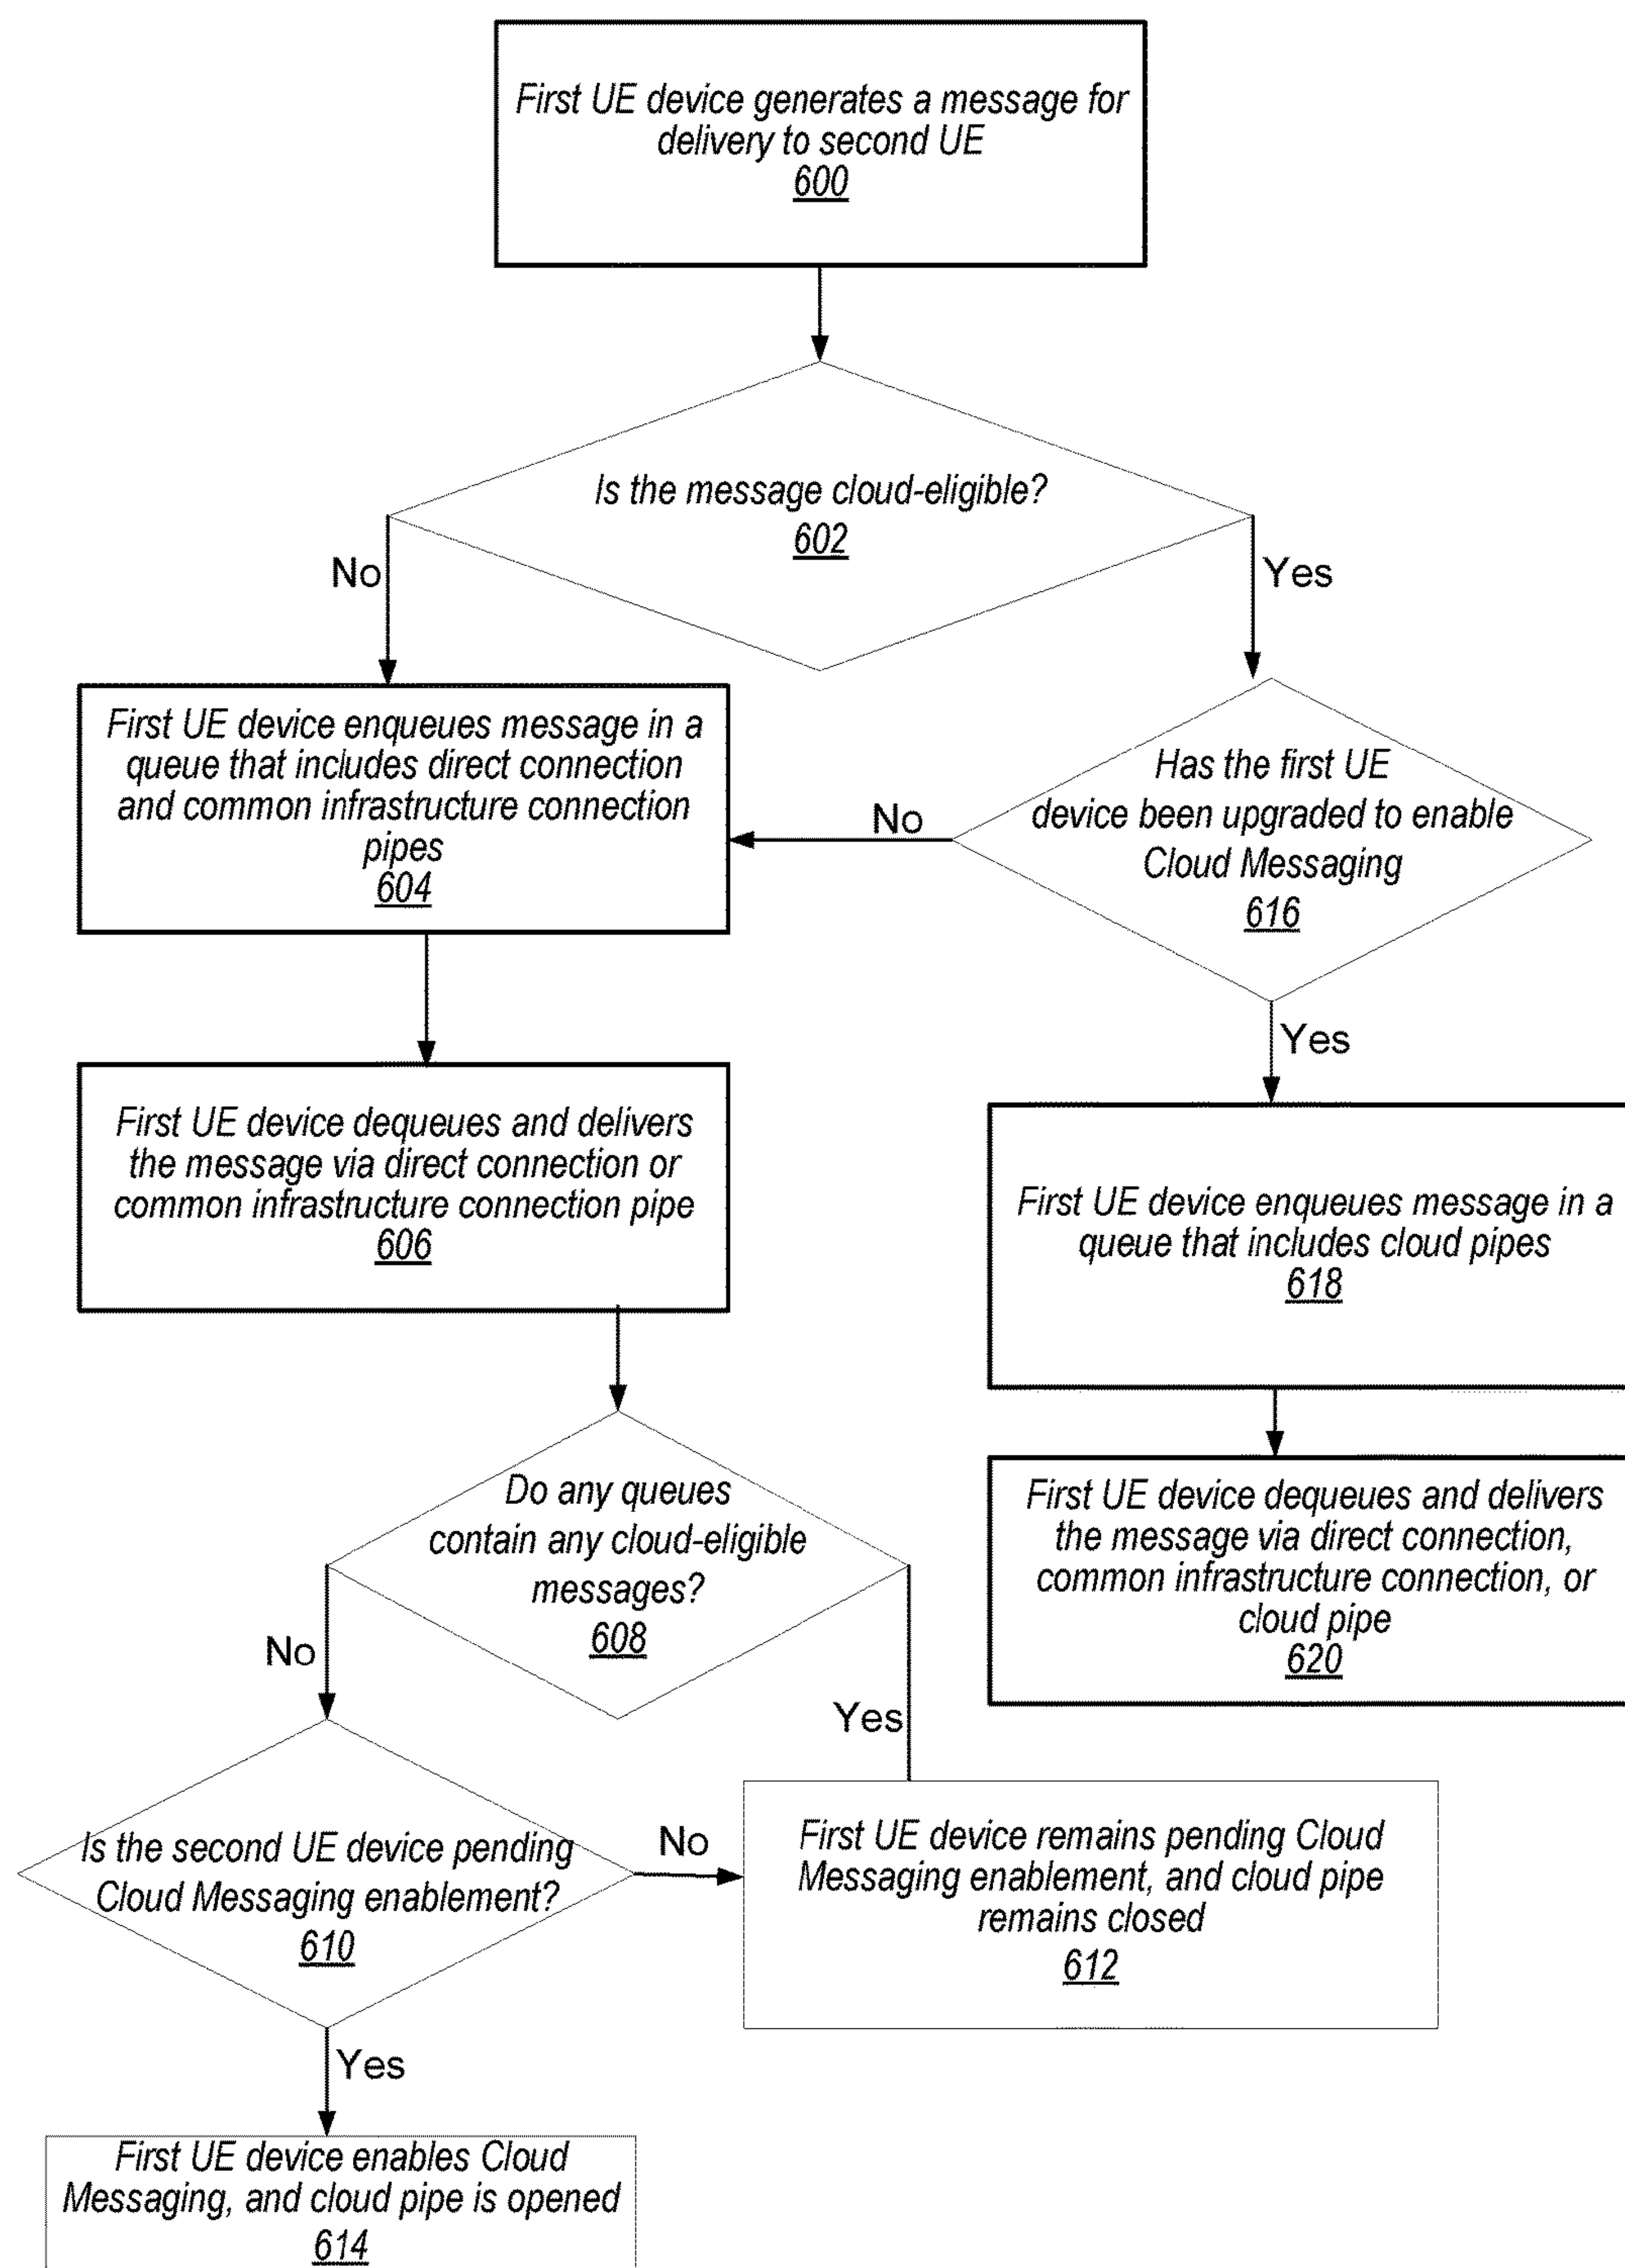 First UE device generates a message for
delivery to second UE
600
Is the message cloud-eligible?
602
No
Yes
First UE device enqueues message in a
queue that includes direct connection
and common infrastructure connection
pipes
604
No
Has the first UE
device been upgraded to enable
Cloud Messaging
616
Yes
First UE device dequeues and delivers
the message via direct connection or
common infrastructure connection pipe
606
First UE device enqueues message in a
queue that includes cloud pipes
618
Do any queues
contain any cloud-eligible
messages?
608
First UE device dequeues and delivers
the message via direct connection,
common infrastructure connection, or
cloud pipe
620
No
Yes
Is the second UE device pending
Cloud Messaging enablement?
610
No
First UE device remains pending Cloud
Messaging enablement, and cloud pipe
remains closed
612
Yes
First UE device enables Cloud
Messaging, and cloud pipe is opened
614